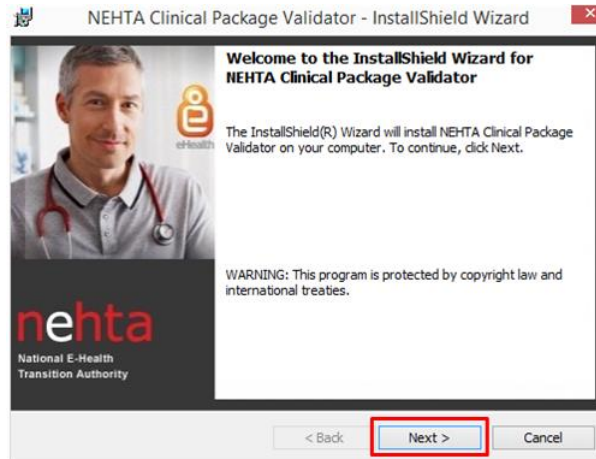 NEHTA Clinical Package Validator - InstallShield Wizard
Welcome to the InstallShield Wizard for
NEHTA Clinical Package Validator
eHealth
The InstallShield(R) Wizard will install NEHTA Clinical Package
Validator on your computer. To continue, click Next.
WARNING: This program is protected by copyright law and
international treaties.
nehta
National E-Health
Transition Authority
< Back
Next >
Cancel